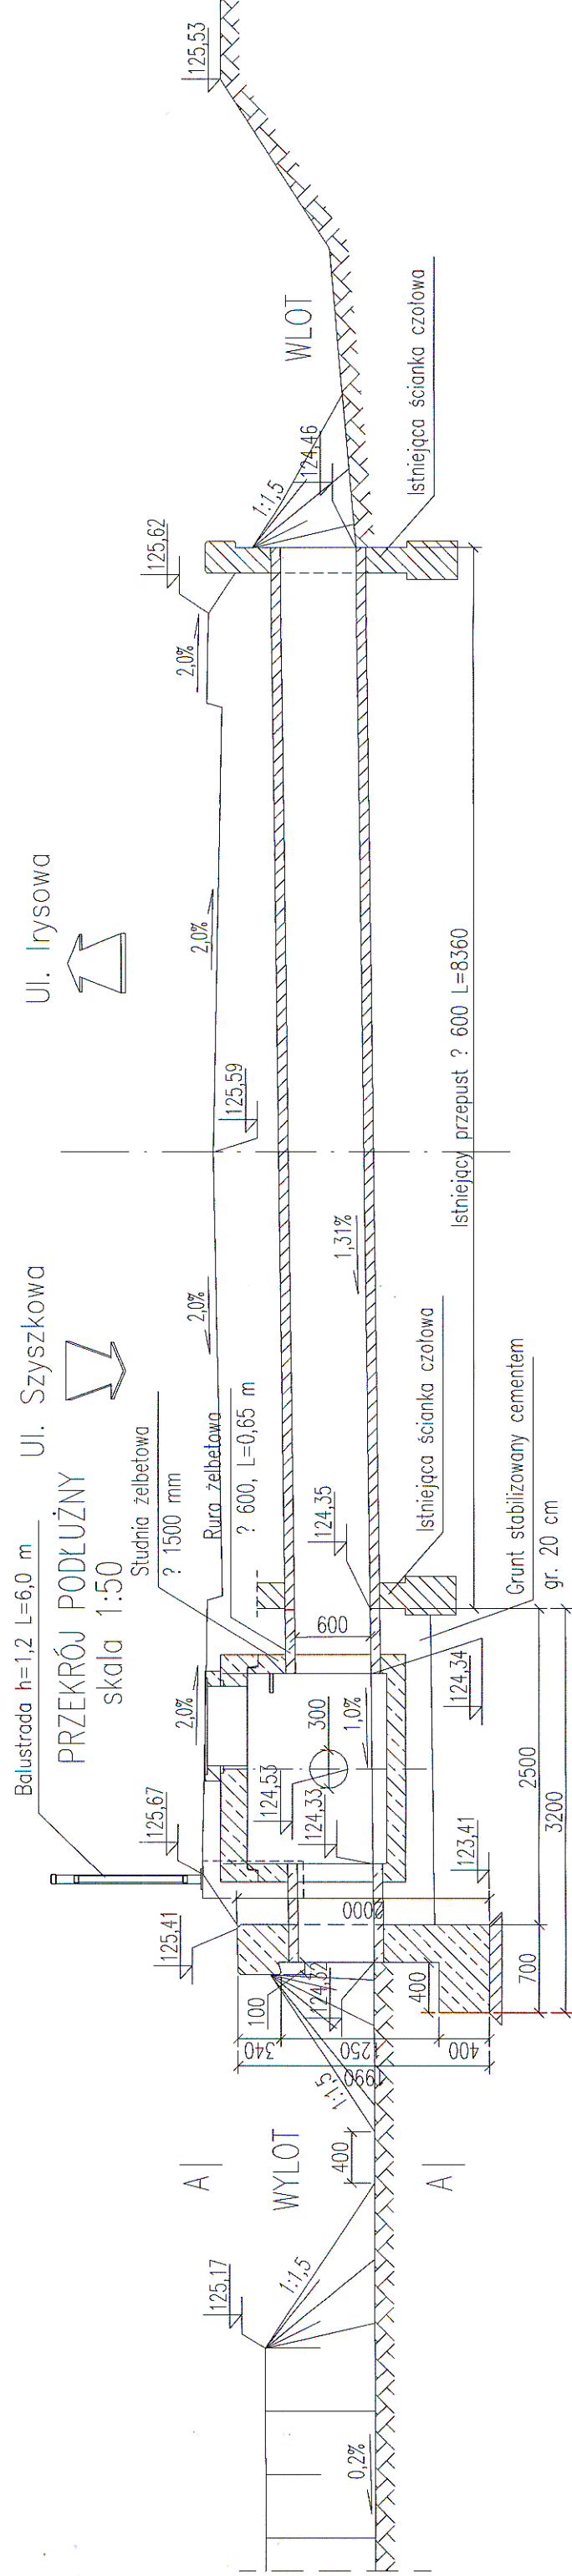 Balustrada h=1,2 L=6,0 m
Ul. Szyszkowa
Ul. Irysowa
PRZEKRÓJ PODŁUŻNY
skala 1:50
Studnia żelbetowa
? 1500 mm
Rura żelbetowa
? 600, L=0,65 m
125,17
125,41
125,67
2,0%
2,0%
125,59
2,0%
2,0%
125,62
125,53
A
WYLOT
1:1,5
0,2%
400
A
1:1,5
340
1250
400
1990
100
124,32
400
2000
124,33
124,53
300
1,0%
600
124,35
1,31%
124,46
1:1,5
WLOT
123,41
124,34
Istniejąca ścianka czołowa
Istniejący przepust ? 600 L=8360
Istniejąca ścianka czołowa
Grunt stabilizowany cementem
gr. 20 cm
700
2500
3200